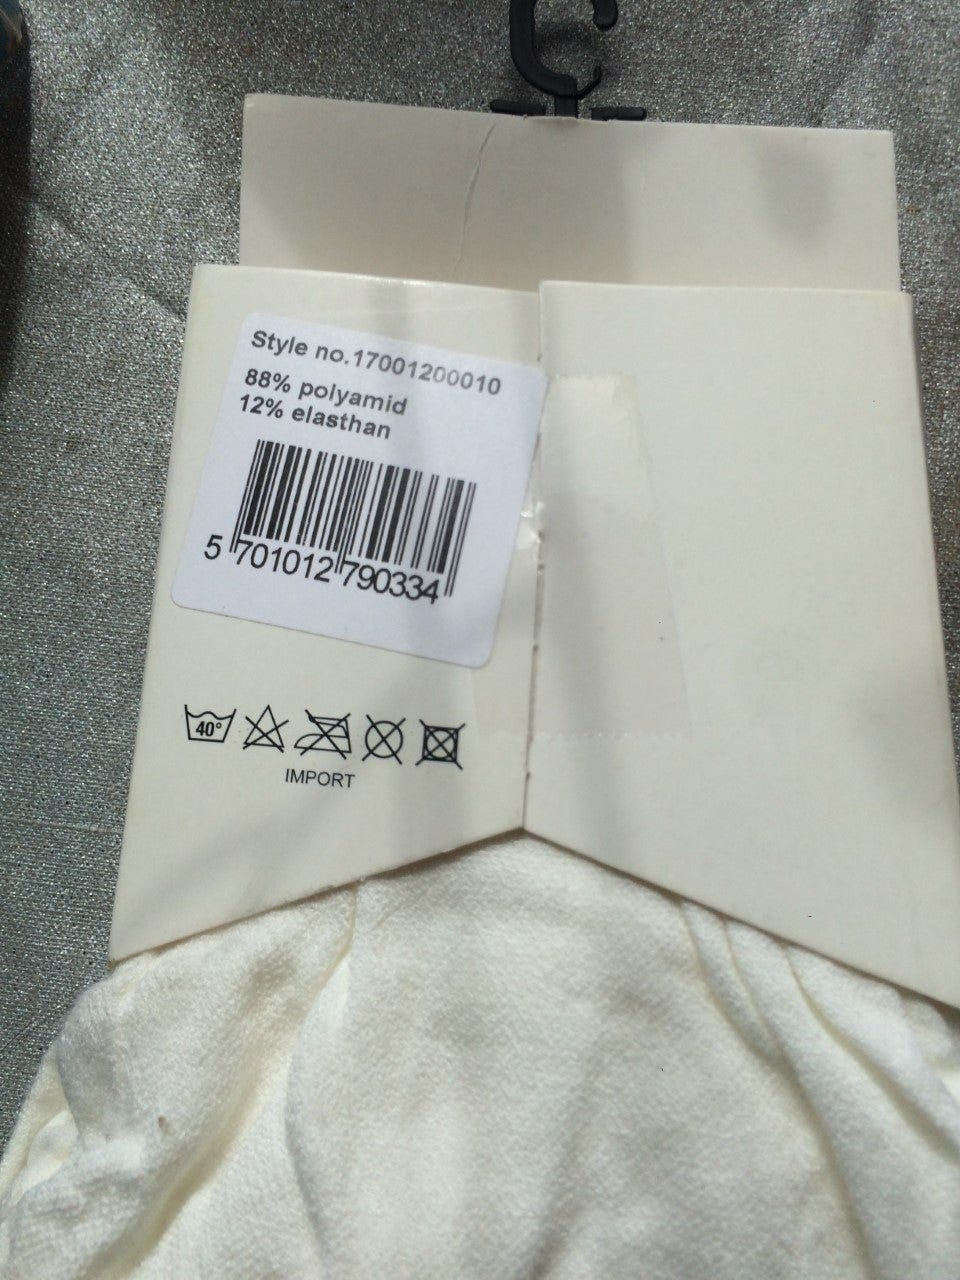 Style no.17001200010
88% polyamid
12% elasthan
5 701012 790334
40°
IMPORT